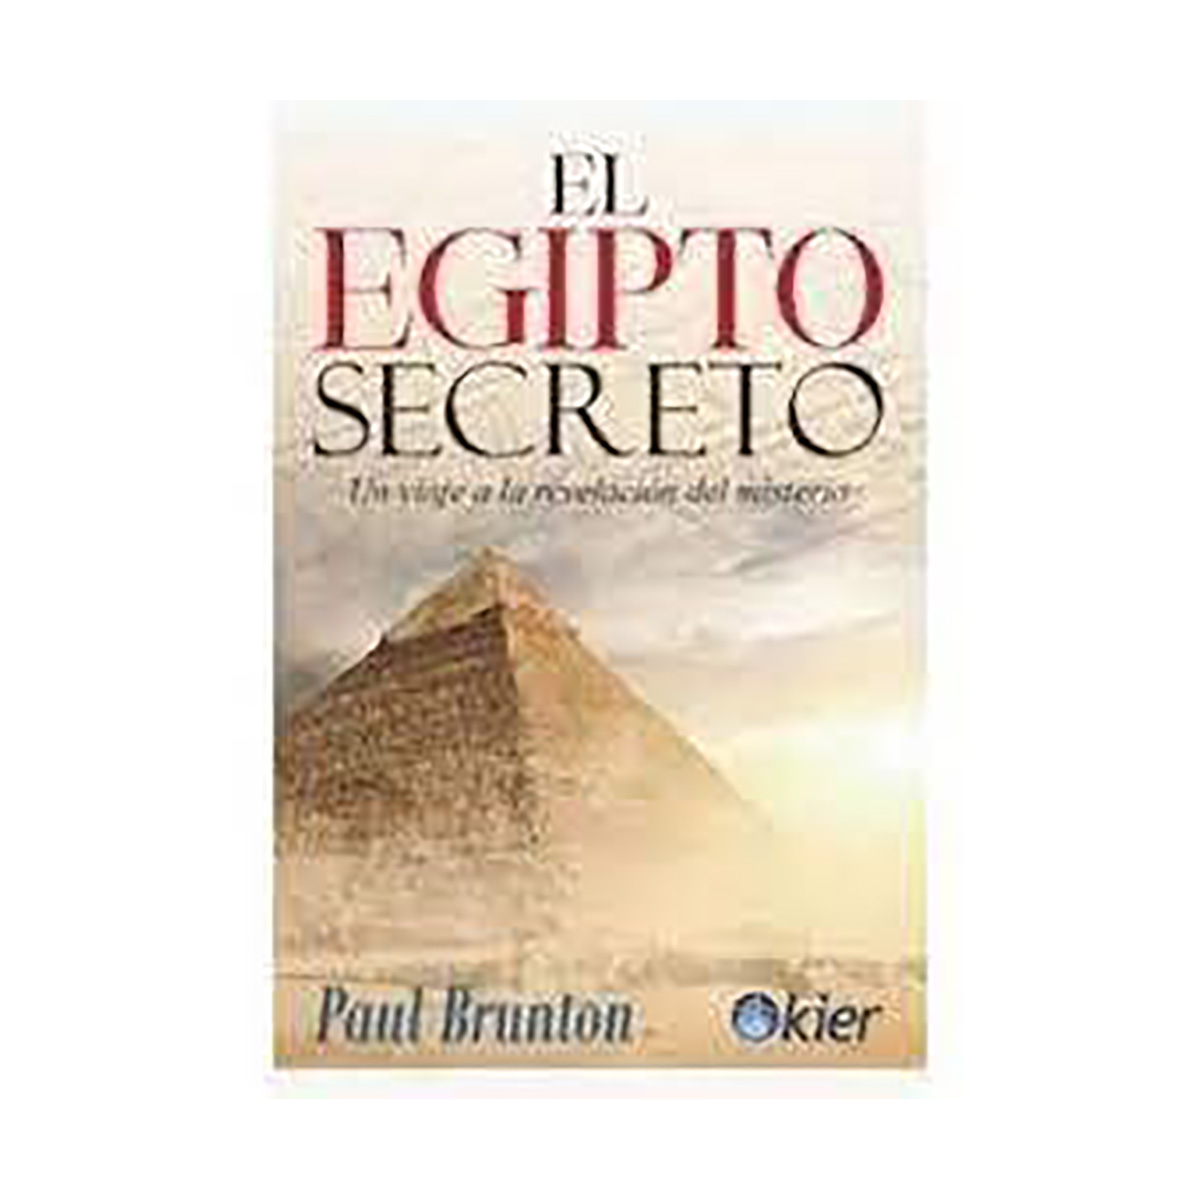 EL
EGIPTO
SECRETO
Un viaje a la revelación del misterio
Paul Brunton
kier